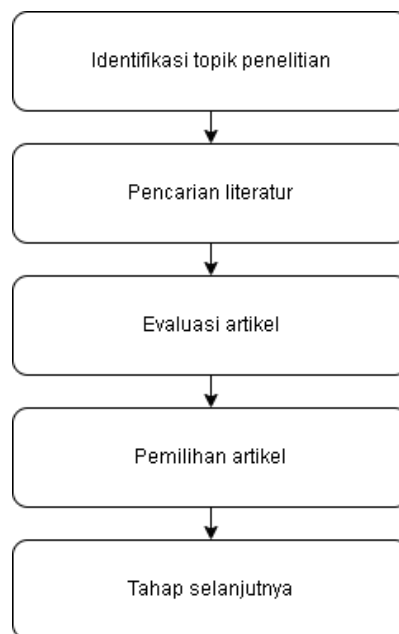 Identifikasi topik penelitian
Pencarian literatur
Evaluasi artikel
Pemilihan artikel
Tahap selanjutnya